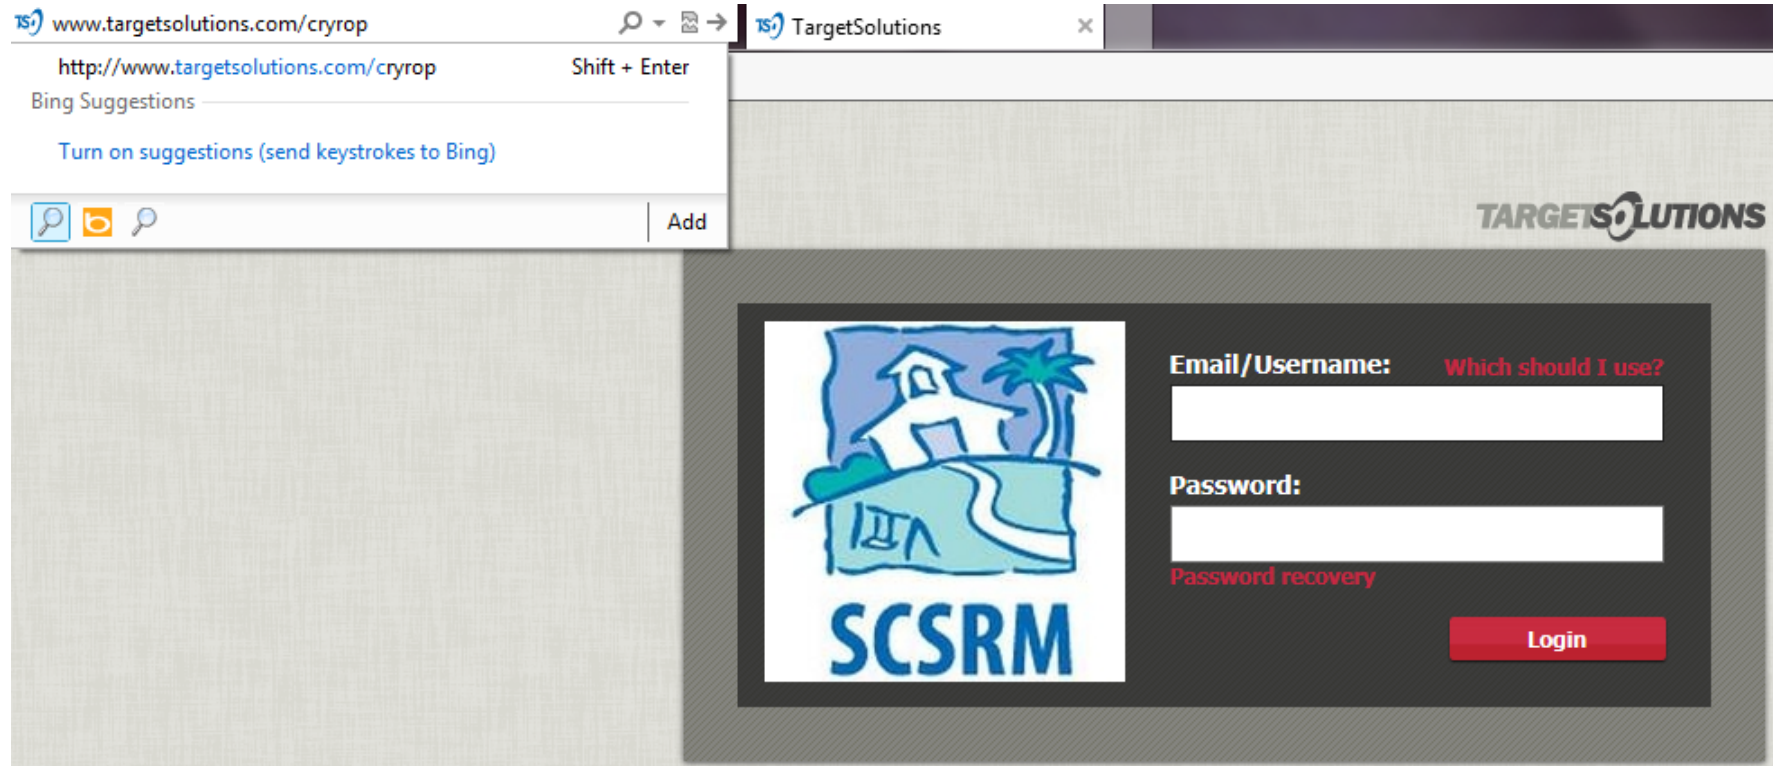 www.targetsolutions.com/cryrop
TargetSolutions
http://www.targetsolutions.com/cryrop Shift + Enter
Bing Suggestions
Turn on suggestions (send keystrokes to Bing)
Add
TARGETSOLUTIONS
Email/Username: Which should I use?
Password:
Password recovery
Login
SCSRM